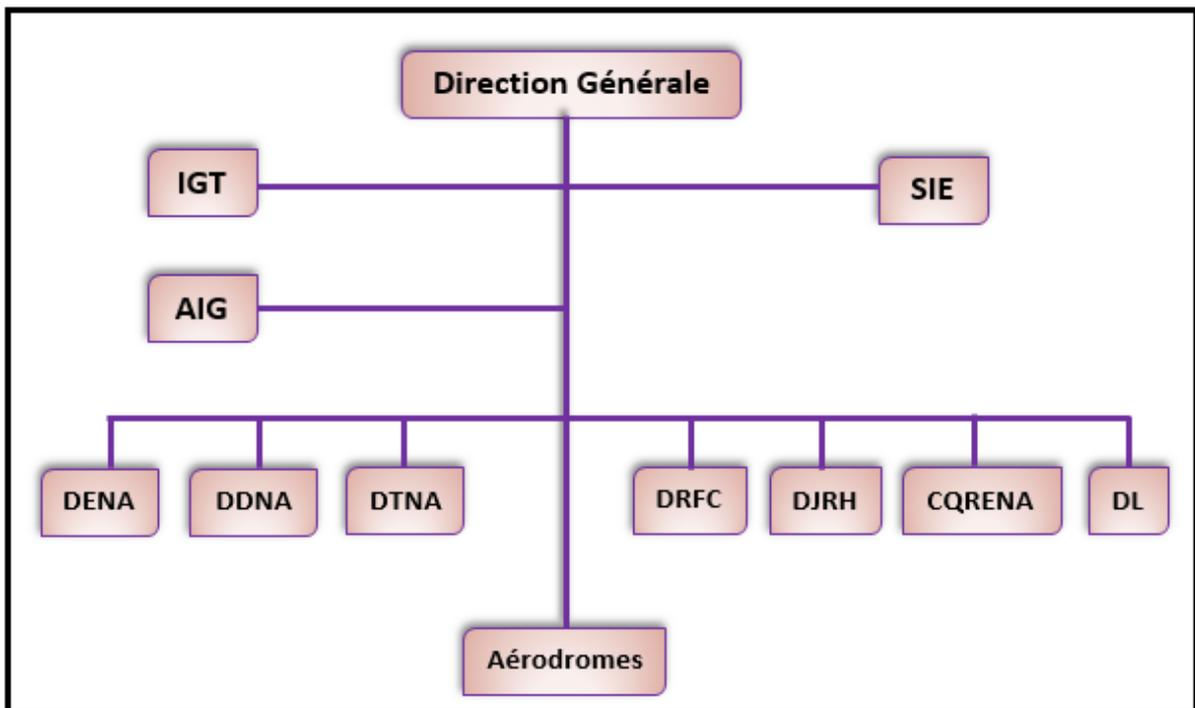 Direction Générale
IGT
SIE
AIG
DENA
DDNA
DTNA
DRFC
DJRH
CQRENA
DL
Aérodromes